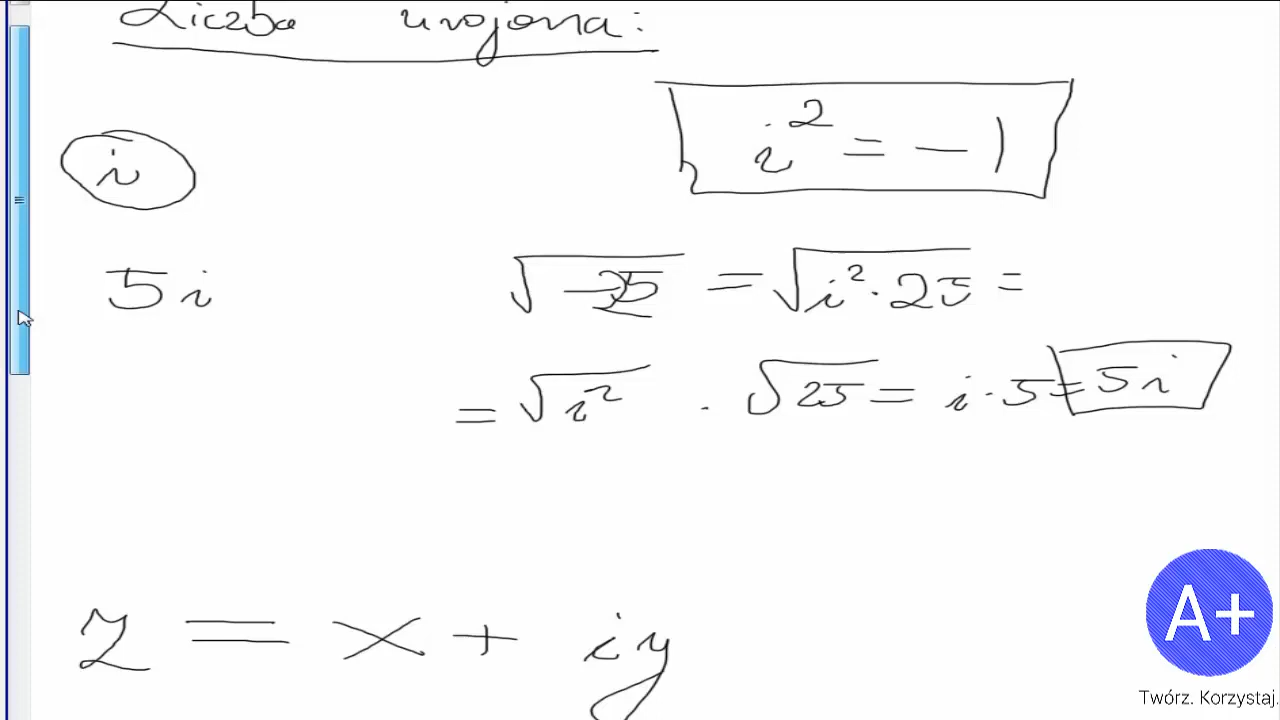 Liczba urojona:
i² = -1
i
5i
√-25 = √i²·25 =
= √i² · √25 = i·5 = 5i
z = x + iy
A+
Twórz. Korzystaj.